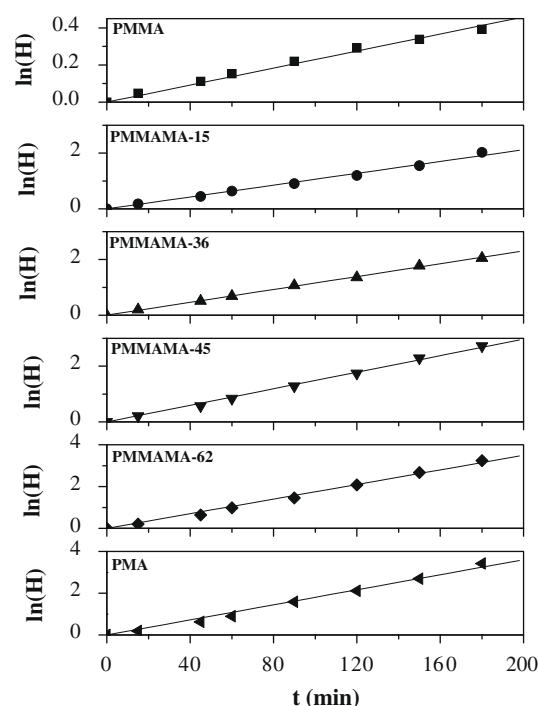 PMMA
0.4
0.2
0.0
ln(H)
PMMAMA-15
2
0
ln(H)
PMMAMA-36
2
0
ln(H)
PMMAMA-45
2
0
ln(H)
PMMAMA-62
4
2
0
ln(H)
PMA
4
2
0
ln(H)
0 40 80 120 160 200
t (min)